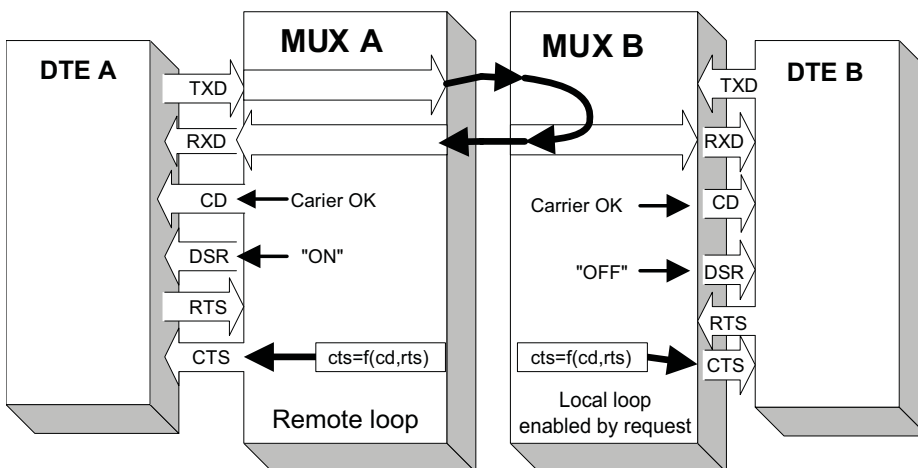 DTE A
MUX A
MUX B
DTE B
TXD
TXD
RXD
RXD
CD
Carier OK
Carrier OK
CD
DSR
"ON"
"OFF"
DSR
RTS
RTS
CTS
cts=f(cd,rts)
cts=f(cd,rts)
CTS
Remote loop
Local loop
enabled by request